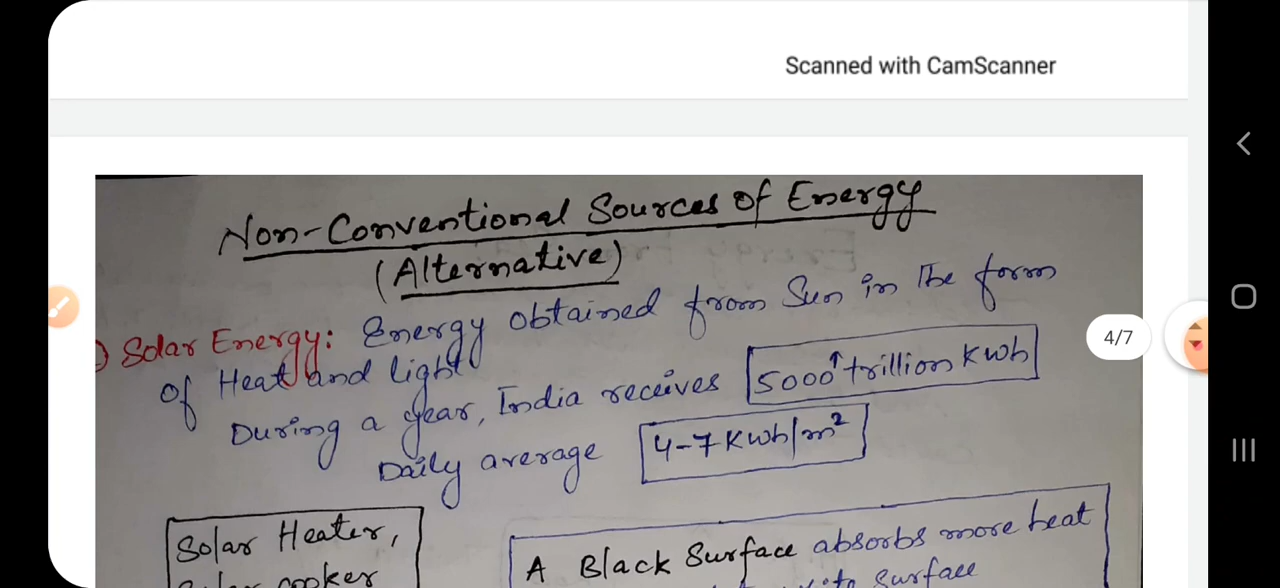 Scanned with CamScanner
Non-Conventional Sources of Energy
(Alternative)
Solar Energy: Energy obtained from Sun in The form
of Heat and light
During a year, India receives 5000↑ trillion Kwh
Daily average 4-7 Kwh/m²
4/7
Solar Heater,
cooker
A Black Surface absorbs more heat
surface